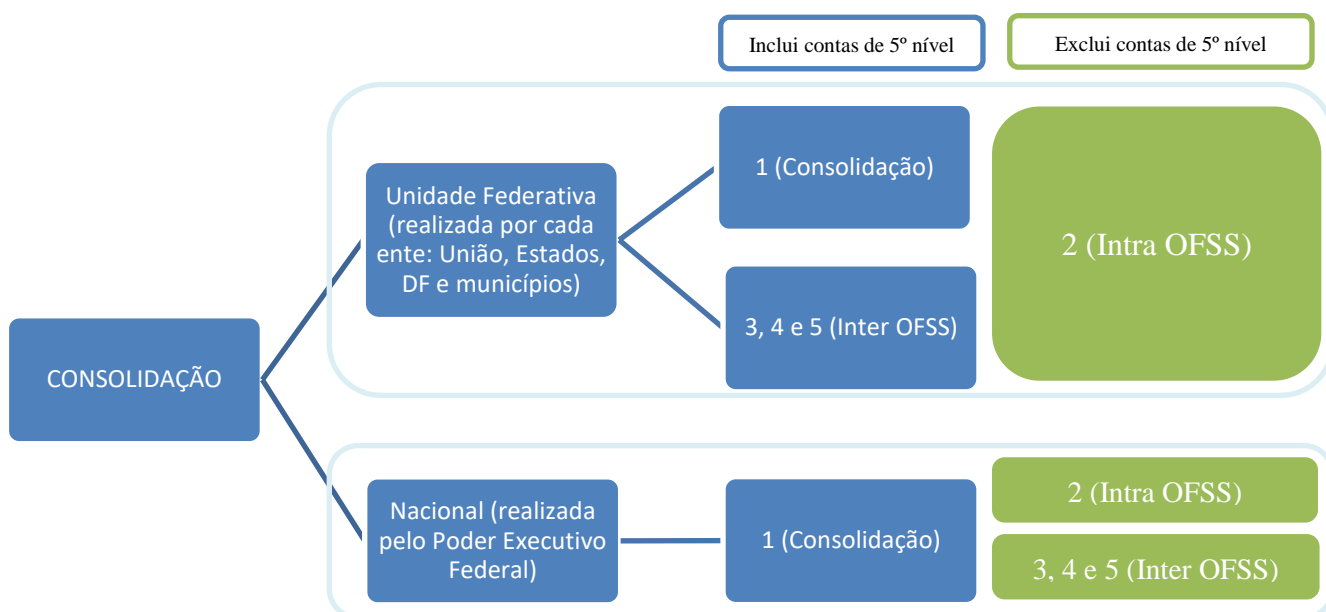 Inclui contas de 5º nível
Exclui contas de 5º nível
CONSOLIDAÇÃO
Unidade Federativa
(realizada por cada
ente: União, Estados,
DF e municípios)
1 (Consolidação)
3, 4 e 5 (Inter OFSS)
2 (Intra OFSS)
Nacional (realizada
pelo Poder Executivo
Federal)
1 (Consolidação)
2 (Intra OFSS)
3, 4 e 5 (Inter OFSS)